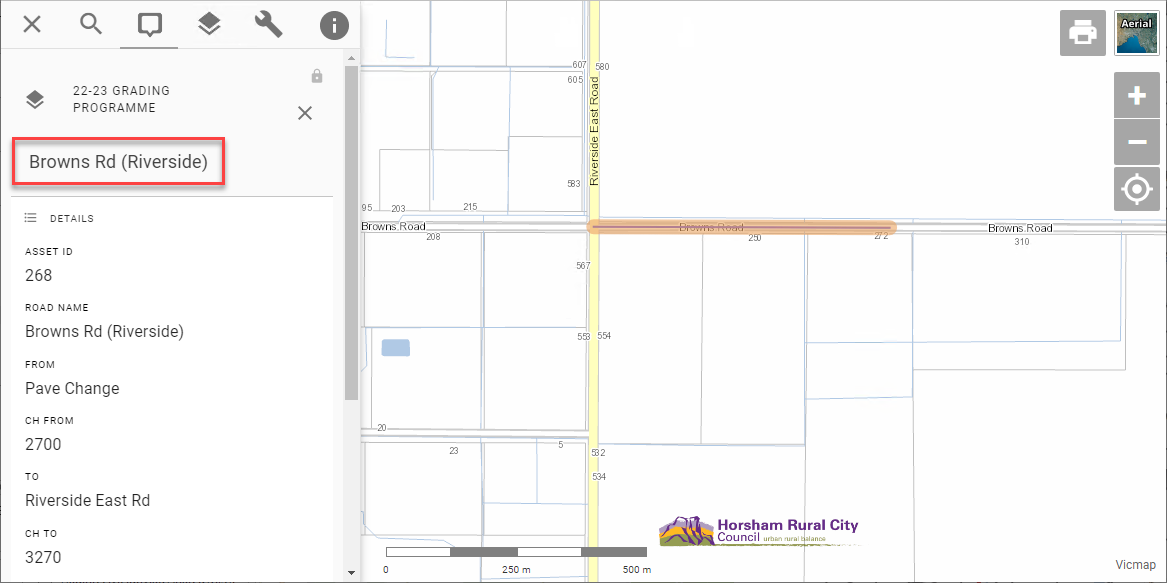 22-23 GRADING
PROGRAMME
Browns Rd (Riverside)
DETAILS
ASSET ID
268
ROAD NAME
Browns Rd (Riverside)
FROM
Pave Change
CH FROM
2700
TO
Riverside East Rd
CH TO
3270
i
Aerial
607
580
605
Riverside East Road
583
95
203
215
Browns Road
208
Browns Road
250
272
Browns Road
310
567
553
554
20
23
5
532
534
Horsham Rural City
Council urban rural balance
0
250 m
500 m
Vicmap